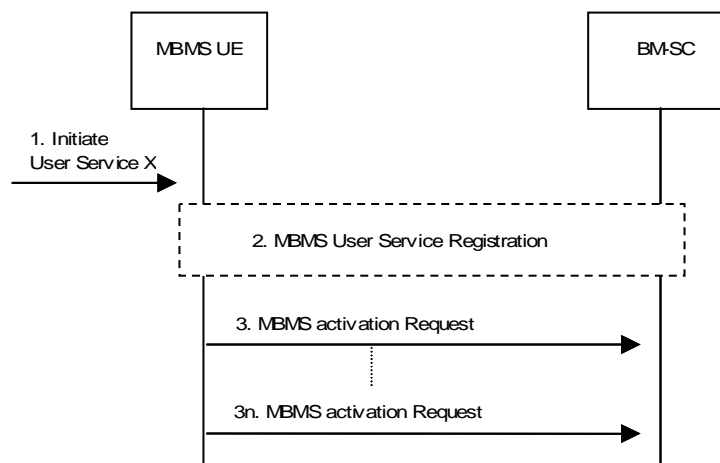 MBMS UE
BM-SC
1. Initiate
User Service X
2. MBMS User Service Registration
3. MBMS activation Request
3n. MBMS activation Request